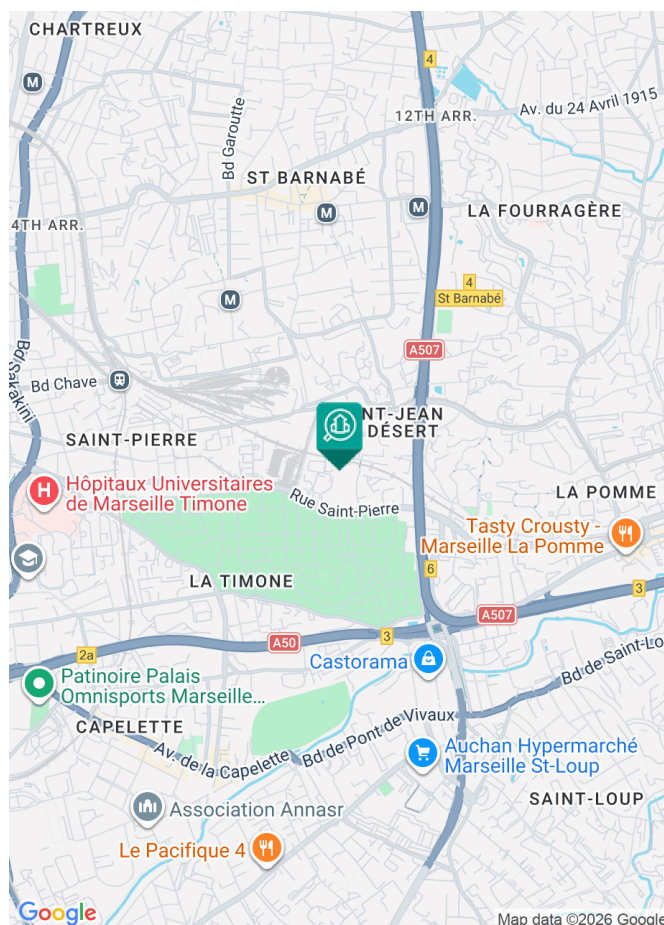 CHARTREUX
M
4
Av. du 24 Avril 1915
12TH ARR.
Bd Garoutte
ST BARNABÉ
M
M
LA FOURRAGÈRE
4TH ARR.
4
St Barnabé
M
A507
Bd Sakakini
Bd Chave
NT-JEAN
DÉSERT
SAINT-PIERRE
H
Hôpitaux Universitaires
de Marseille Timone
Rue Saint-Pierre
LA POMME
Tasty Crousty -
Marseille La Pomme
LA TIMONE
6
3
A507
A50
3
2a
Castorama
Bd de Saint-Lo
Patinoire Palais
Omnisports Marseille...
CAPELETTE
Av. de la Capelette
Bd de Pont de Vivaux
Auchan Hypermarché
Marseille St-Loup
SAINT-LOUP
Association Annasr
Le Pacifique 4
Google
Map data ©2026 Google